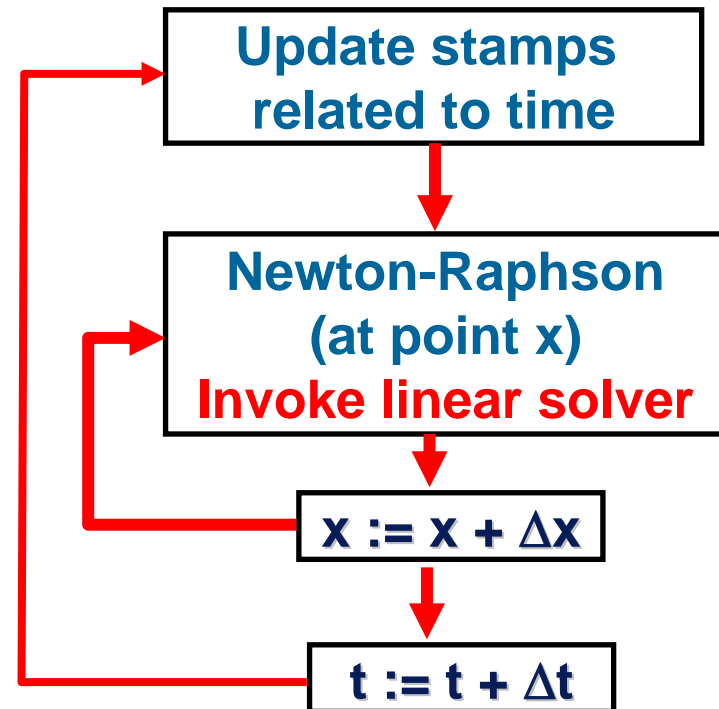 Update stamps
related to time
Newton-Raphson
(at point x)
Invoke linear solver
x := x + Δx
t := t + Δt